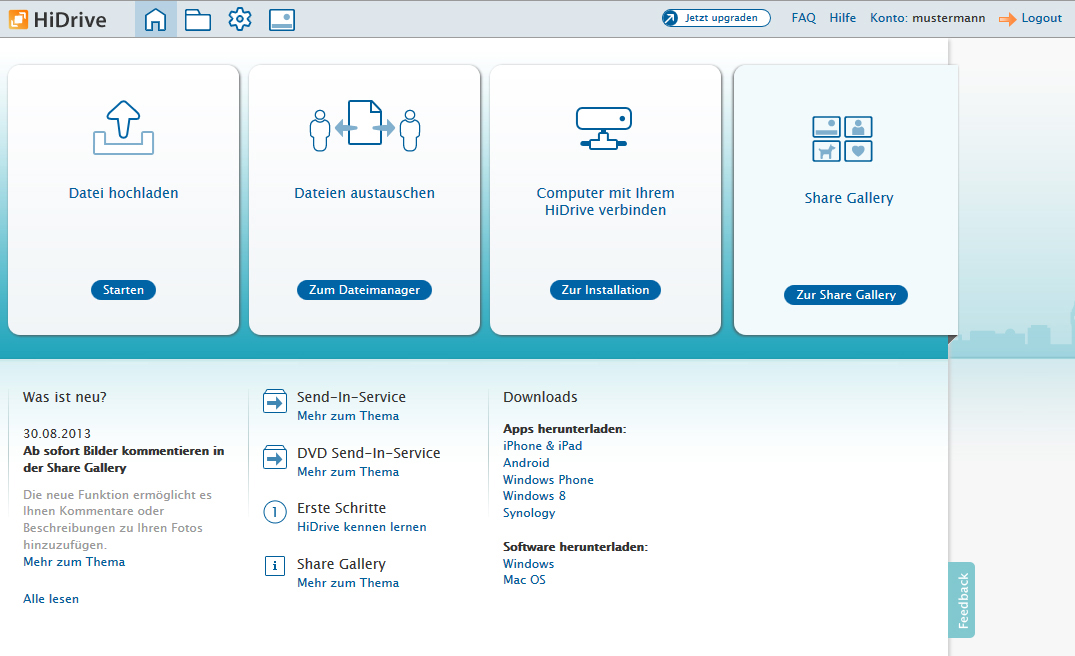 HiDrive
Jetzt upgraden
FAQ
Hilfe
Konto: mustermann
Logout
Datei hochladen
Starten
Dateien austauschen
Zum Dateimanager
Computer mit Ihrem
HiDrive verbinden
Zur Installation
Share Gallery
Zur Share Gallery
Was ist neu?
30.08.2013
Ab sofort Bilder kommentieren in
der Share Gallery
Die neue Funktion ermöglicht es
Ihnen Kommentare oder
Beschreibungen zu Ihren Fotos
hinzuzufügen.
Mehr zum Thema
Alle lesen
Send-In-Service
Mehr zum Thema
DVD Send-In-Service
Mehr zum Thema
1
Erste Schritte
HiDrive kennen lernen
i
Share Gallery
Mehr zum Thema
Downloads
Apps herunterladen:
iPhone & iPad
Android
Windows Phone
Windows 8
Synology
Software herunterladen:
Windows
Mac OS
Feedback